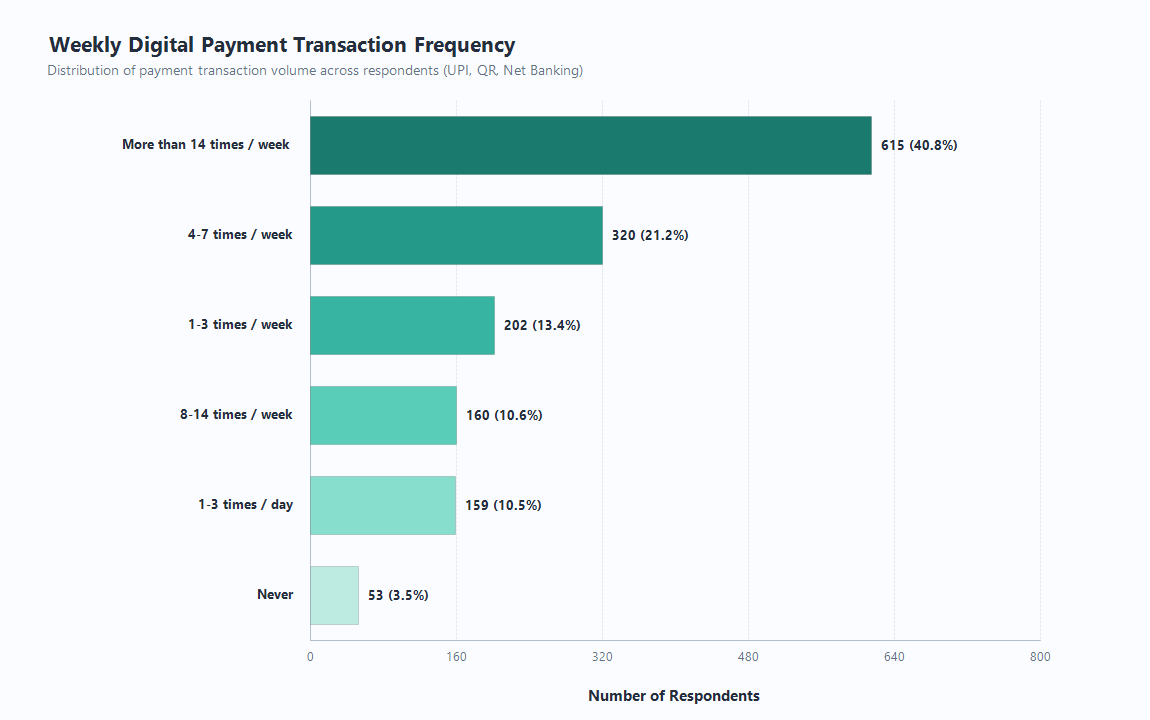 Weekly Digital Payment Transaction Frequency
Distribution of payment transaction volume across respondents (UPI, QR, Net Banking)
More than 14 times / week 615 (40.8%)
4-7 times / week 320 (21.2%)
1-3 times / week 202 (13.4%)
8-14 times / week 160 (10.6%)
1-3 times / day 159 (10.5%)
Never 53 (3.5%)
0 160 320 480 640 800
Number of Respondents